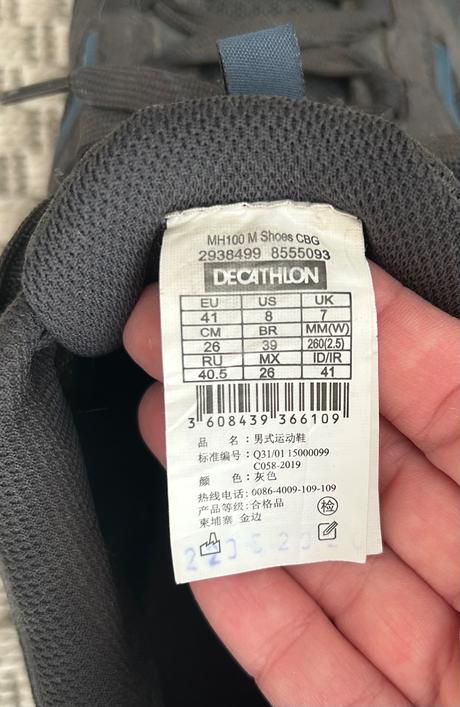 MH100 M Shoes CBG
2938499 8555093
DECATHLON
EU US UK
41 8 7
CM BR MM(W)
26 39 260(2.5)
RU MX ID/IR
40.5 26 41
3 608439 366109
品 名：男式运动鞋
标准编号：Q31/01 15000099
C058-2019
颜 色：灰色
热线电话: 0086-4009-109-109
产品等级: 合格品
检
柬埔寨 金边